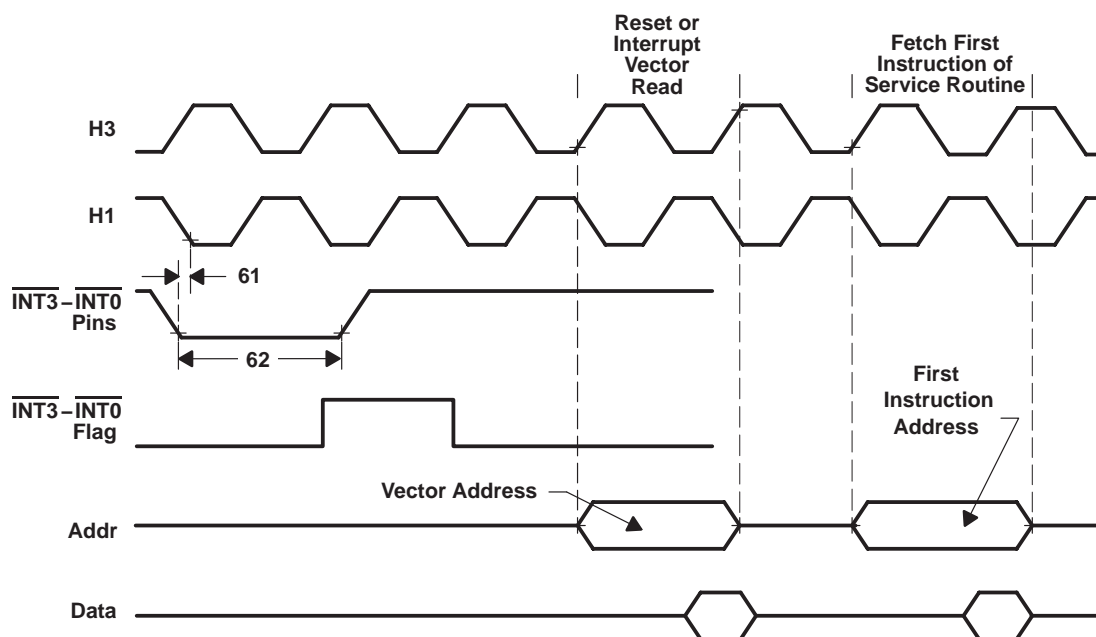 Reset or
Interrupt
Vector
Read
Fetch First
Instruction of
Service Routine
H3
H1
61
INT3 – INT0
Pins
62
INT3 – INT0
Flag
First
Instruction
Address
Vector Address
Addr
Data